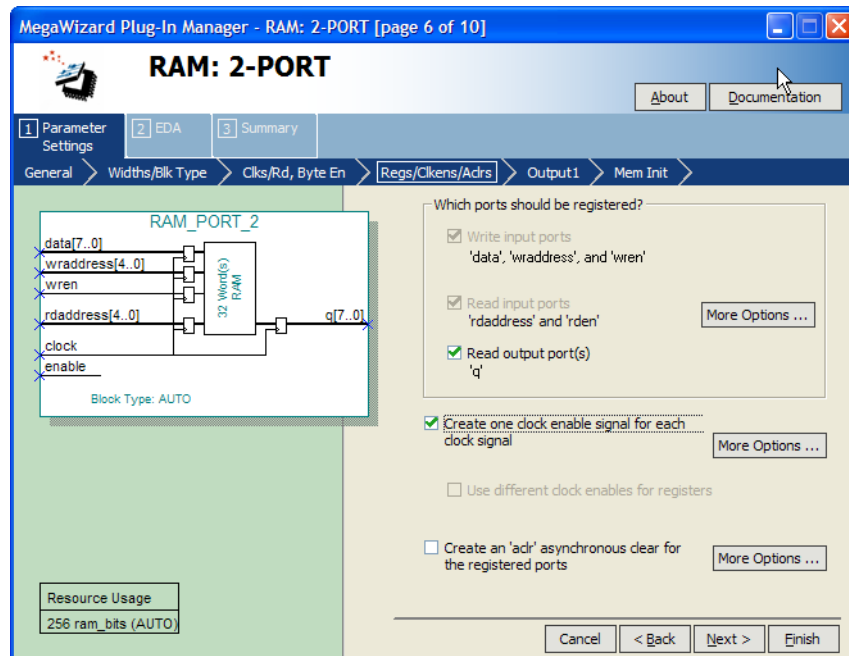 MegaWizard Plug-In Manager - RAM: 2-PORT [page 6 of 10]
RAM: 2-PORT
About
Documentation
1 Parameter Settings
2 EDA
3 Summary
General
Widths/Blk Type
Clks/Rd, Byte En
Regs/Clkens/Aclrs
Output1
Mem Init
RAM_PORT_2
data[7..0]
wraddress[4..0]
wren
rdaddress[4..0]
clock
enable
32 Word(s)
RAM
q[7..0]
Block Type: AUTO
Resource Usage
256 ram_bits (AUTO)
Which ports should be registered?
Write input ports
'data', 'wraddress', and 'wren'
Read input ports
'rdaddress' and 'rden'
More Options ...
Read output port(s)
'q'
Create one clock enable signal for each
clock signal
More Options ...
Use different clock enables for registers
Create an 'aclr' asynchronous clear for
the registered ports
More Options ...
Cancel
< Back
Next >
Finish